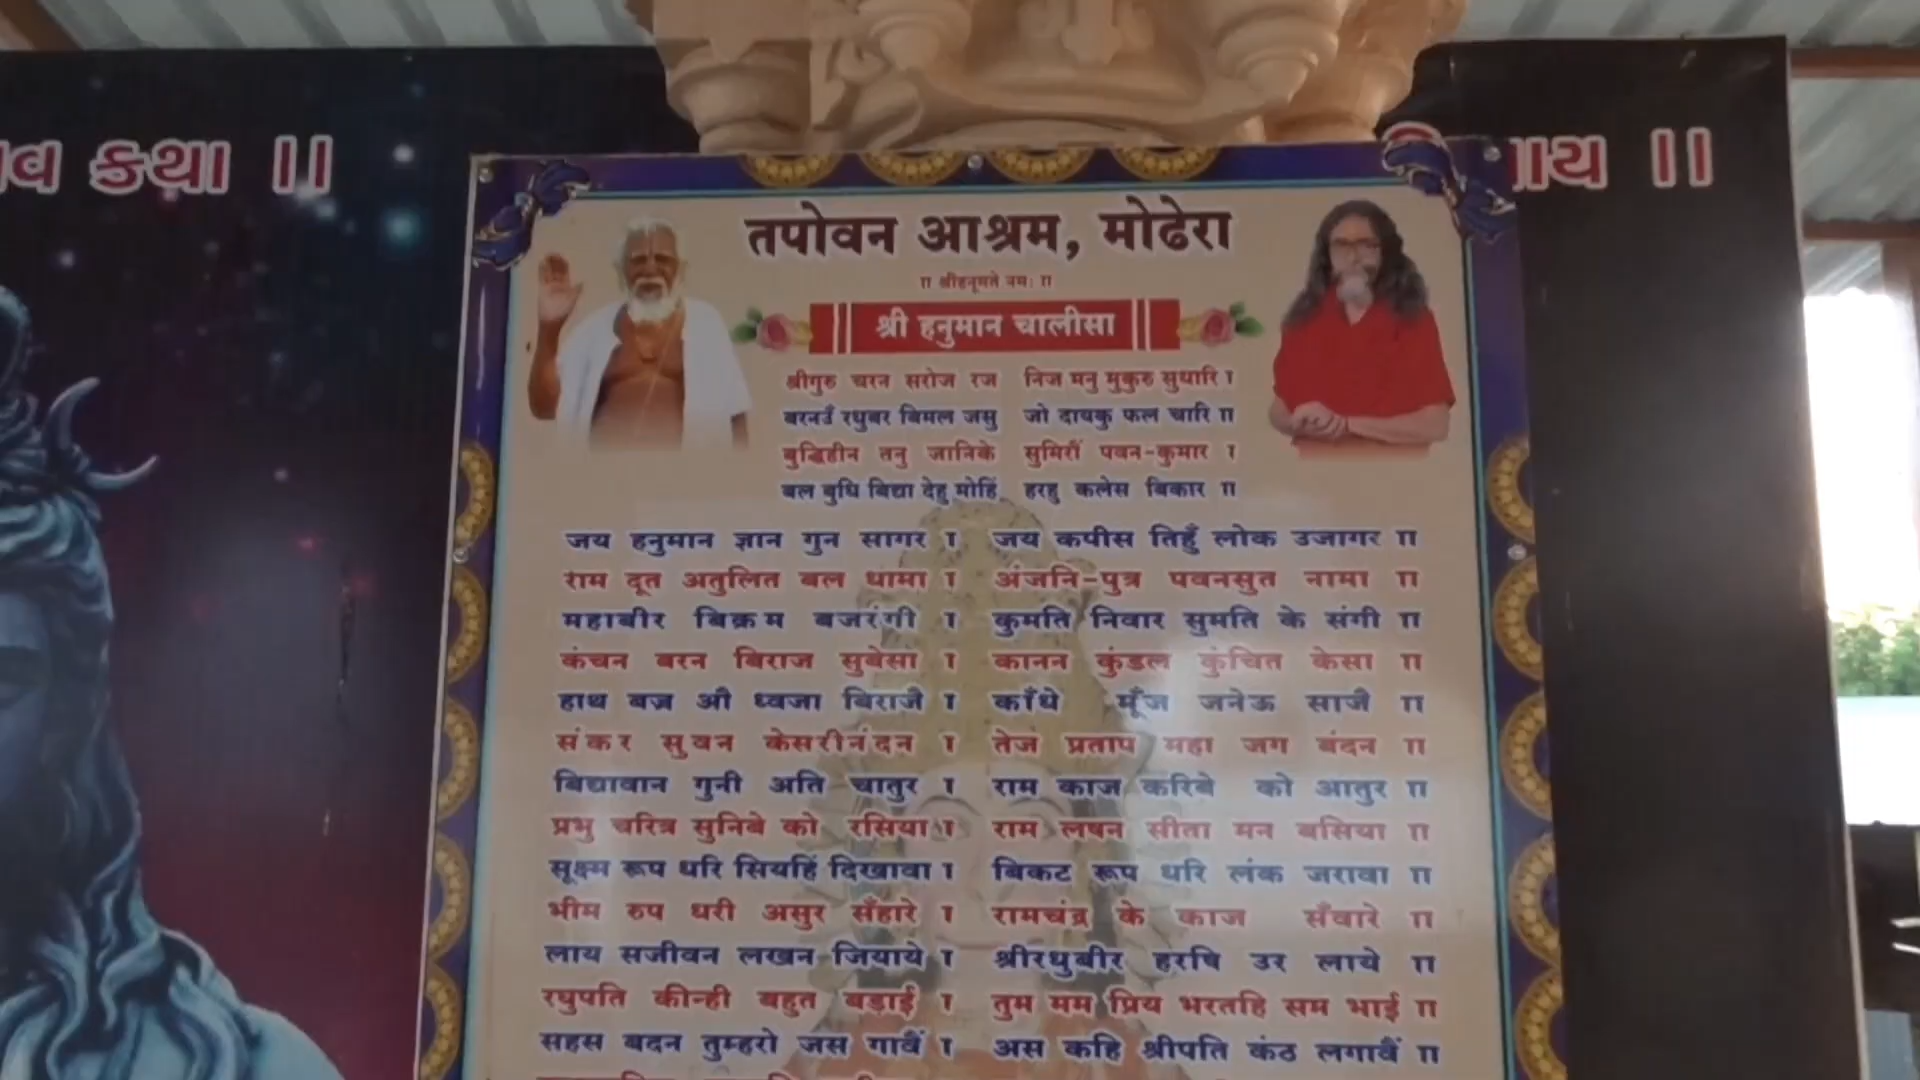 કથા ।।
ાય ।।
तपोवन आश्रम, मोढेरा
॥ श्रीहनूमते नमः ॥
श्री हनुमान चालीसा
श्रीगुरु चरन सरोज रज निज मनु मुकुरु सुधारि ।
बरनउँ रघुबर बिमल जसु जो दायकु फल चारि ॥
बुद्धिहीन तनु जानिके सुमिरौं पवन-कुमार ।
बल बुधि बिद्या देहु मोहिं हरहु कलेस बिकार ॥
जय हनुमान ज्ञान गुन सागर । जय कपीस तिहुँ लोक उजागर ॥
राम दूत अतुलित बल धामा । अंजनि-पुत्र पवनसुत नामा ॥
महाबीर बिक्रम बजरंगी । कुमति निवार सुमति के संगी ॥
कंचन बरन बिराज सुबेसा । कानन कुंडल कुंचित केसा ॥
हाथ बज्र औ ध्वजा बिराजै । काँधे मूँज जनेऊ साजै ॥
संकर सुवन केसरीनंदन । तेज प्रताप महा जग बंदन ॥
बिद्यावान गुनी अति चातुर । राम काज करिबे को आतुर ॥
प्रभु चरित्र सुनिबे को रसिया । राम लषन सीता मन बसिया ॥
सूक्ष्म रूप धरि सियहिं दिखावा । बिकट रूप धरि लंक जरावा ॥
भीम रुप धरी असुर सँहारे । रामचंद्र के काज सँवारे ॥
लाय सजीवन लखन जियाये । श्रीरघुबीर हरषि उर लाये ॥
रघुपति कीन्ही बहुत बड़ाई । तुम मम प्रिय भरतहि सम भाई ॥
सहस बदन तुम्हरो जस गावैं । अस कहि श्रीपति कंठ लगावैं ॥